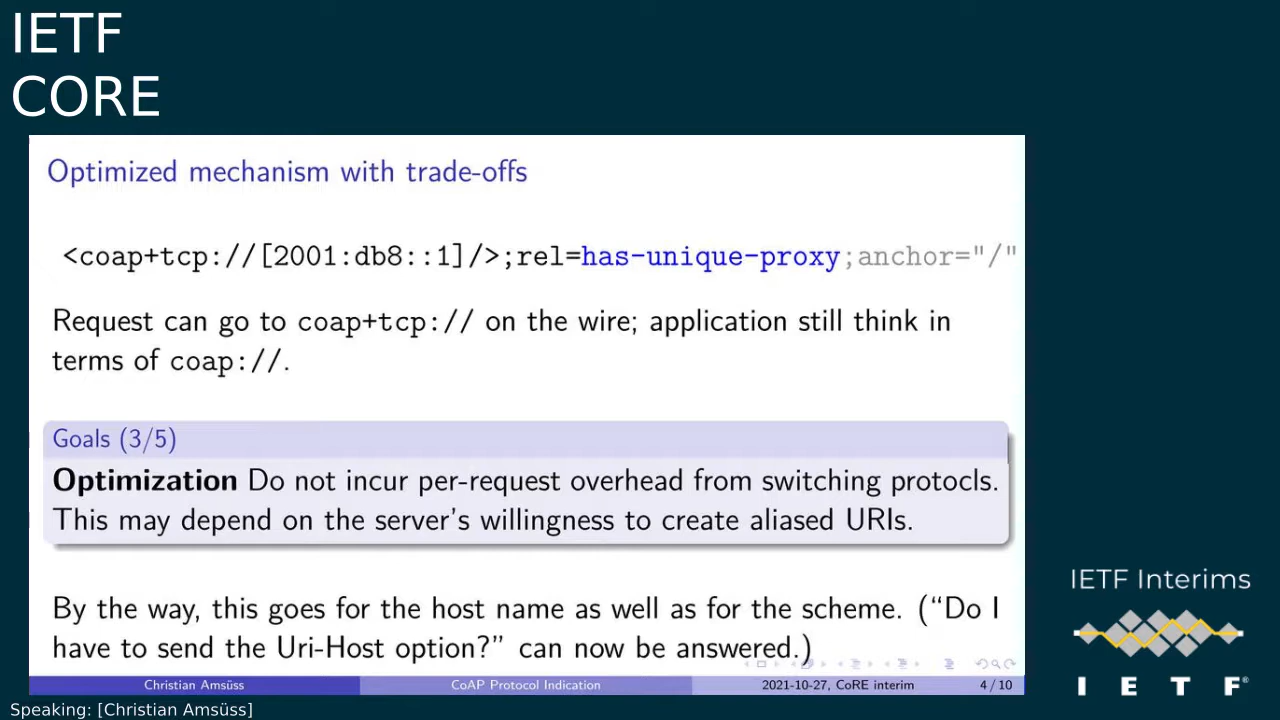 IETF
CORE
Optimized mechanism with trade-offs
<coap+tcp://[2001:db8::1]/>;rel=has-unique-proxy;anchor="/"
Request can go to coap+tcp:// on the wire; application still think in
terms of coap://.
Goals (3/5)
Optimization Do not incur per-request overhead from switching protocls.
This may depend on the server's willingness to create aliased URIs.
By the way, this goes for the host name as well as for the scheme. (“Do I
have to send the Uri-Host option?” can now be answered.)
Christian Amsüss CoAP Protocol Indication 2021-10-27, CoRE interim 4 / 10
IETF Interims
I E T F®
Speaking: [Christian Amsüss]